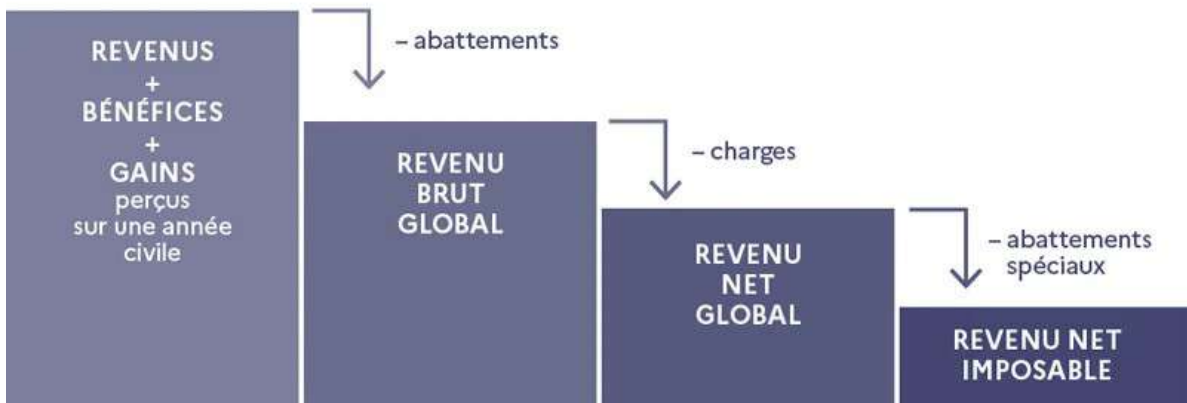 REVENUS
+
BÉNÉFICES
+
GAINS
perçus
sur une année
civile
– abattements
REVENU
BRUT
GLOBAL
– charges
REVENU
NET
GLOBAL
– abattements
spéciaux
REVENU NET
IMPOSABLE